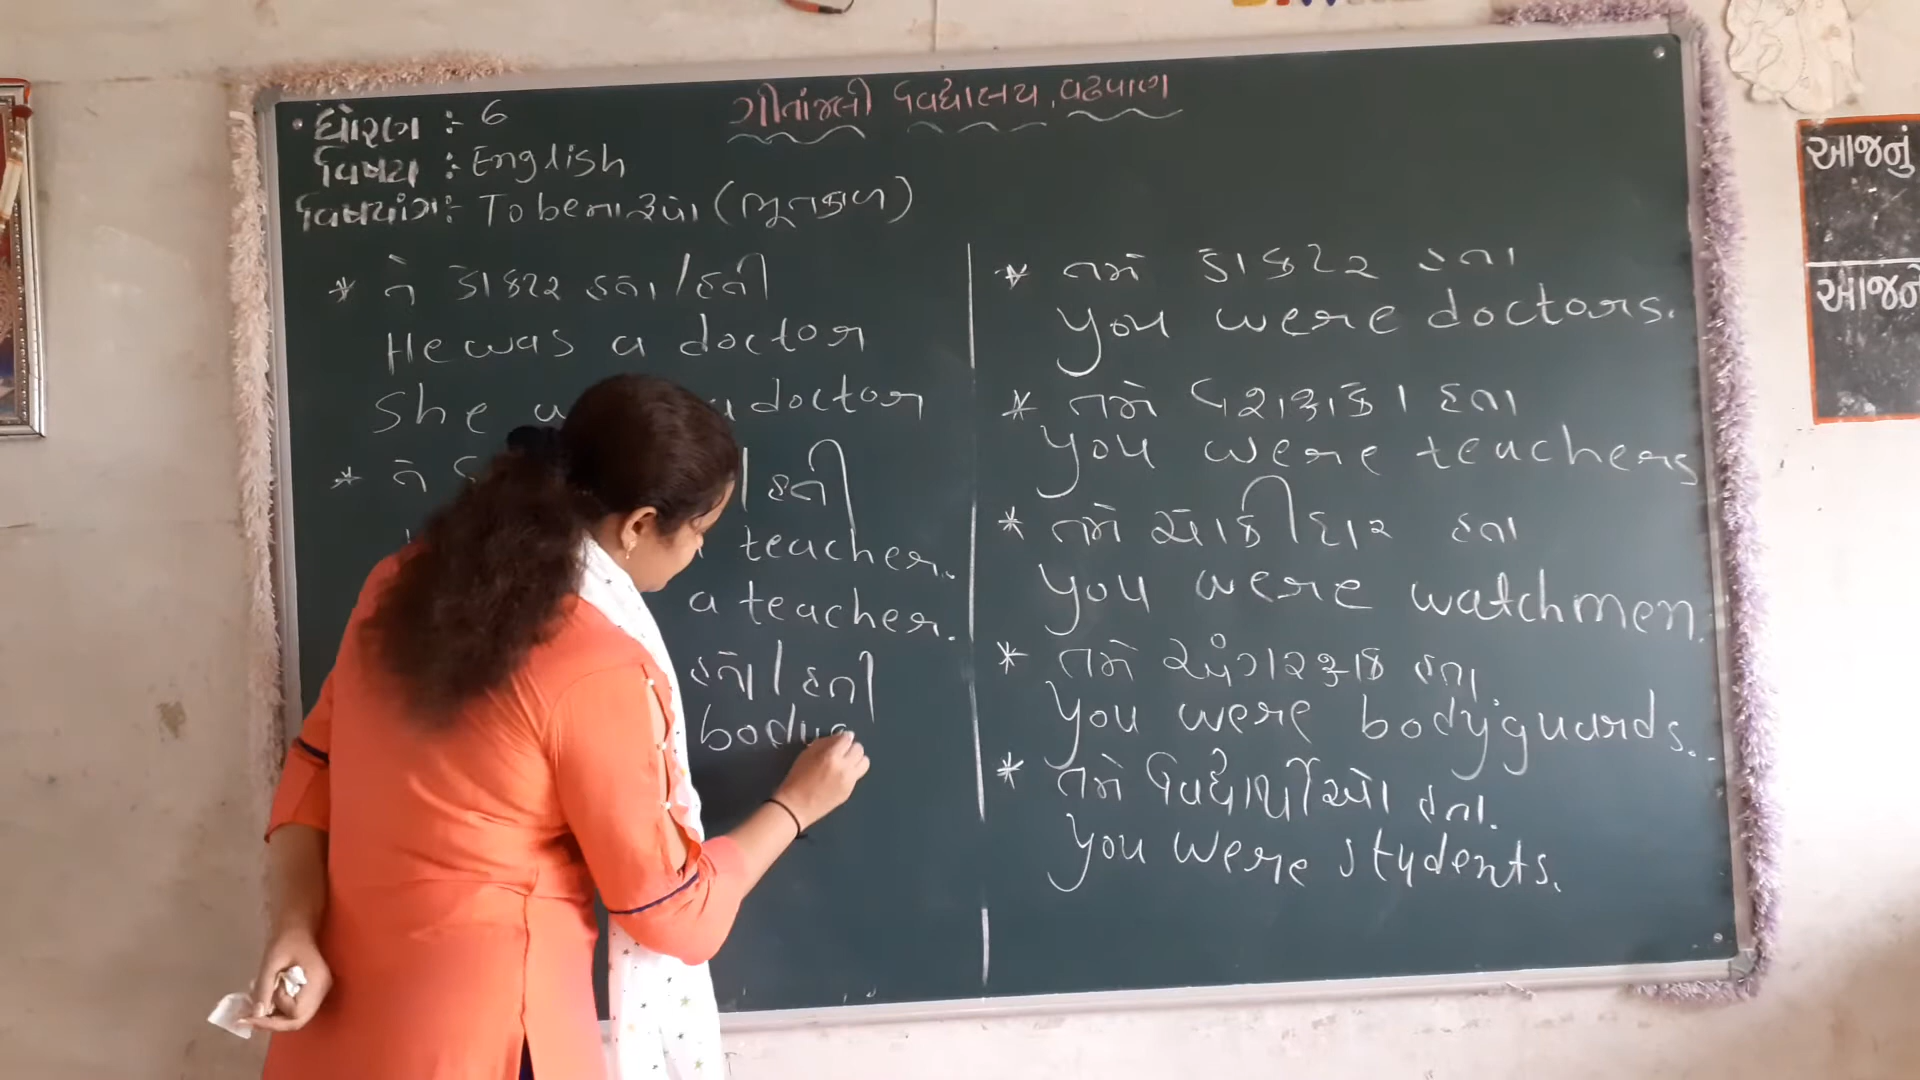 ગીતાંજલી વિદ્યાલય, વઢવાણ
ધોરણ :- 6
વિષય :- English
વિષયાંગ :- To be ના રૂપો (ભૂતકાળ)
* તે ડૉક્ટર હતો / હતી
He was a doctor
She doctor
* તે / હતી
teacher.
a teacher.
હતો / હતી
bodyg
* તમે ડૉક્ટર હતા
You were doctors.
* તમે શિક્ષકો હતા
You were teachers
* તમે ચોકીદાર હતા
You were watchmen.
* તમે અંગરક્ષક હતા.
You were bodyguards.
* તમે વિદ્યાર્થીઓ હતા.
You were students.
આજનું
આજનો